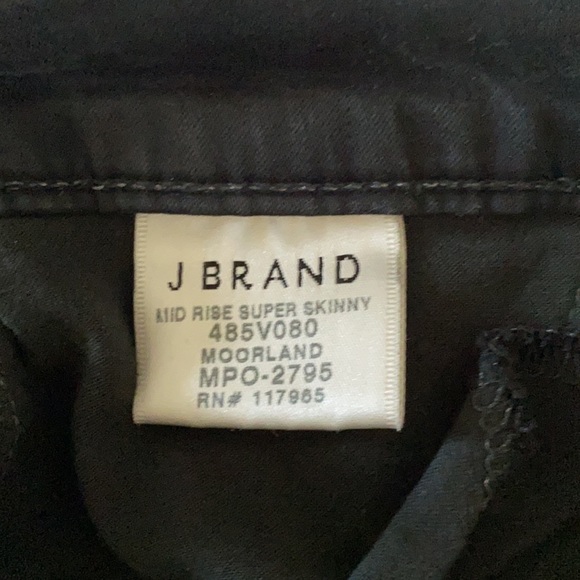 J BRAND
MID RISE SUPER SKINNY
485V080
MOORLAND
MPO-2795
RN# 117965